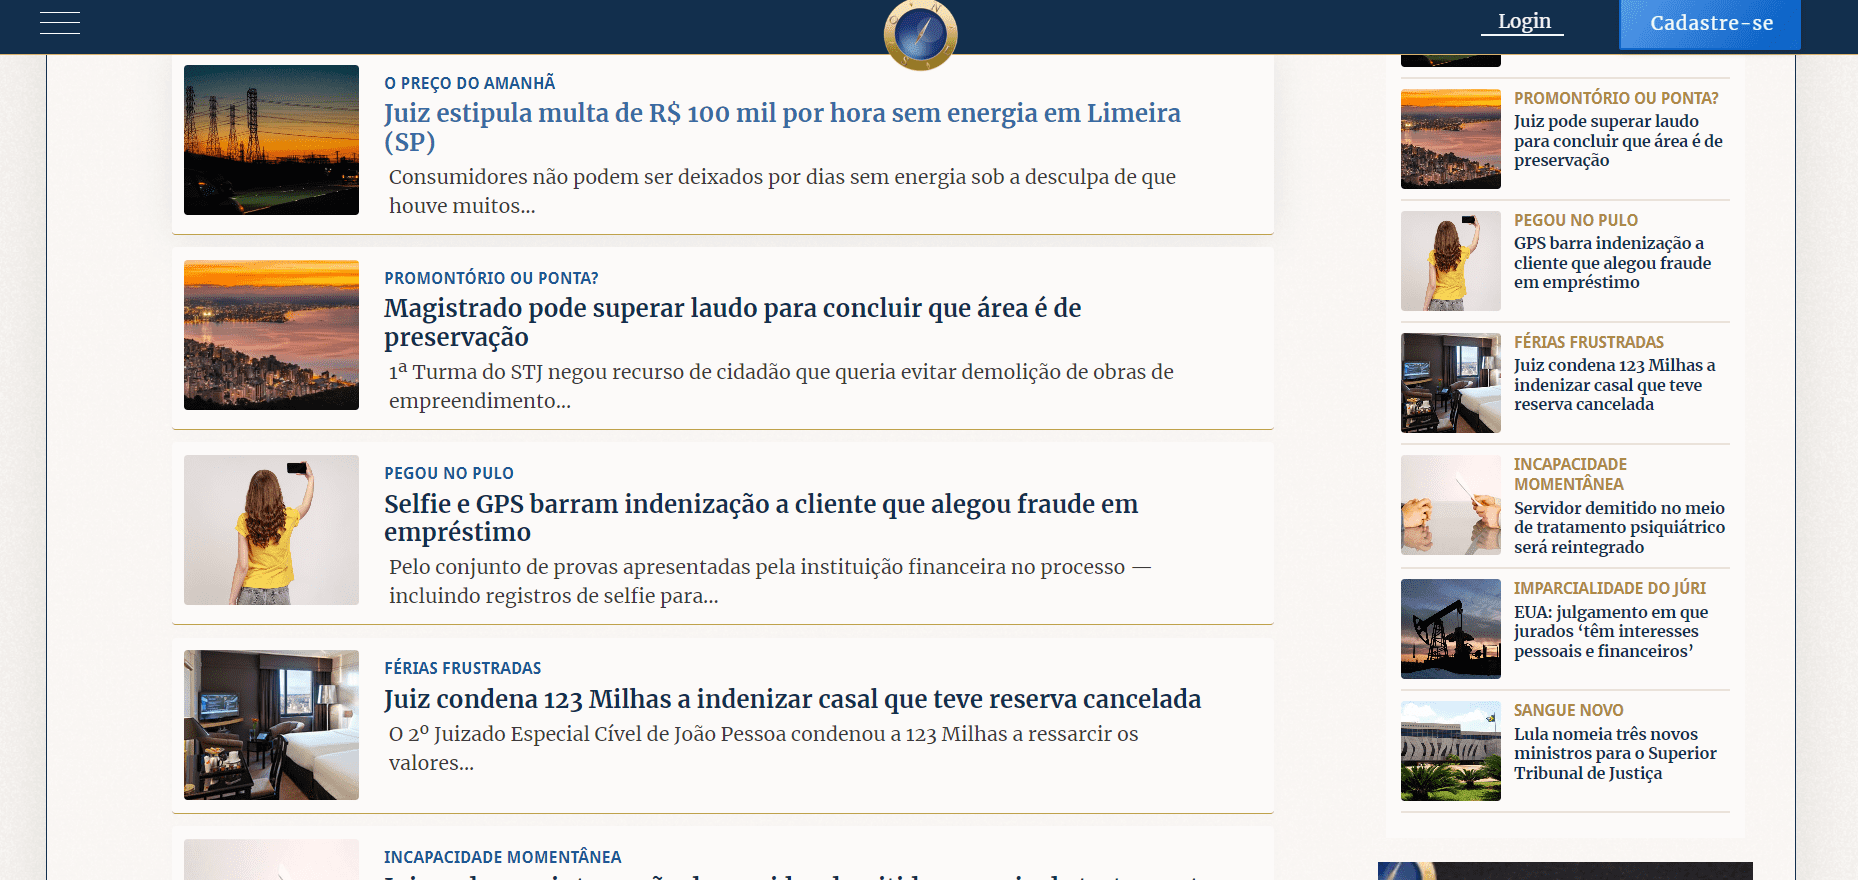 Login
Cadastre-se
O PREÇO DO AMANHÃ
Juiz estipula multa de R$ 100 mil por hora sem energia em Limeira
(SP)
Consumidores não podem ser deixados por dias sem energia sob a desculpa de que
houve muitos...
PROMONTÓRIO OU PONTA?
Magistrado pode superar laudo para concluir que área é de
preservação
1ª Turma do STJ negou recurso de cidadão que queria evitar demolição de obras de
empreendimento...
PEGOU NO PULO
Selfie e GPS barram indenização a cliente que alegou fraude em
empréstimo
Pelo conjunto de provas apresentadas pela instituição financeira no processo —
incluindo registros de selfie para...
FÉRIAS FRUSTRADAS
Juiz condena 123 Milhas a indenizar casal que teve reserva cancelada
O 2º Juizado Especial Cível de João Pessoa condenou a 123 Milhas a ressarcir os
valores...
INCAPACIDADE MOMENTÂNEA
PROMONTÓRIO OU PONTA?
Juiz pode superar laudo
para concluir que área é de
preservação
PEGOU NO PULO
GPS barra indenização a
cliente que alegou fraude
em empréstimo
FÉRIAS FRUSTRADAS
Juiz condena 123 Milhas a
indenizar casal que teve
reserva cancelada
INCAPACIDADE
MOMENTÂNEA
Servidor demitido no meio
de tratamento psiquiátrico
será reintegrado
IMPARCIALIDADE DO JÚRI
EUA: julgamento em que
jurados ‘têm interesses
pessoais e financeiros’
SANGUE NOVO
Lula nomeia três novos
ministros para o Superior
Tribunal de Justiça